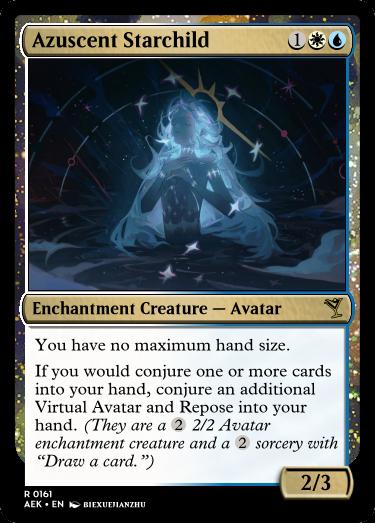 Azuscent Starchild
1
Enchantment Creature — Avatar
You have no maximum hand size.
If you would conjure one or more cards
into your hand, conjure an additional
Virtual Avatar and Repose into your
hand. (They are a 2 2/2 Avatar
enchantment creature and a 2 sorcery with
“Draw a card.”)
2/3
R 0161
AEK • EN BIEXUEJIANZHU